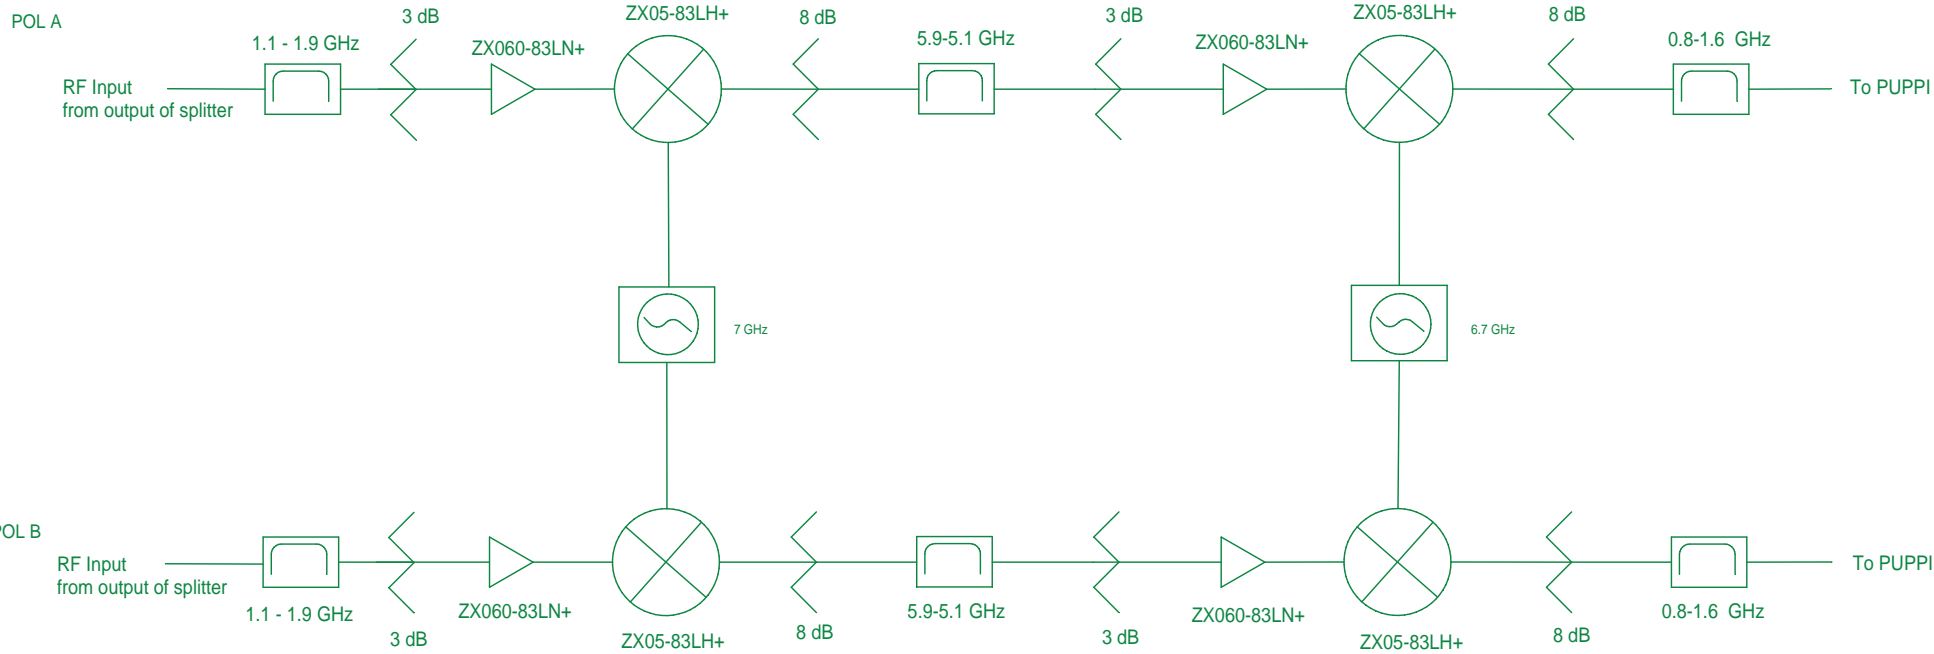 POL A
3 dB
ZX05-83LH+
8 dB
3 dB
ZX05-83LH+
8 dB
1.1 - 1.9 GHz
ZX060-83LN+
5.9-5.1 GHz
ZX060-83LN+
0.8-1.6 GHz
RF Input
from output of splitter
To PUPPI
7 GHz
6.7 GHz
POL B
RF Input
from output of splitter
To PUPPI
1.1 - 1.9 GHz
ZX060-83LN+
5.9-5.1 GHz
ZX060-83LN+
0.8-1.6 GHz
3 dB
ZX05-83LH+
8 dB
3 dB
ZX05-83LH+
8 dB